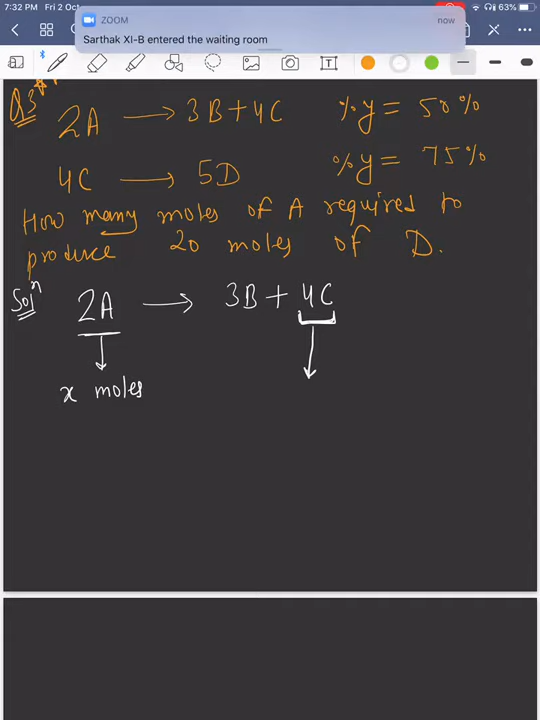 7:32 PM Fri 2 Oc
63%
ZOOM
now
Sarthak XI-B entered the waiting room
Q3
2A → 3B + 4C %y = 50%
4C → 5D %y = 75%
How many moles of A required to
produce 20 moles of D.
Solⁿ 2A → 3B + 4C
x moles